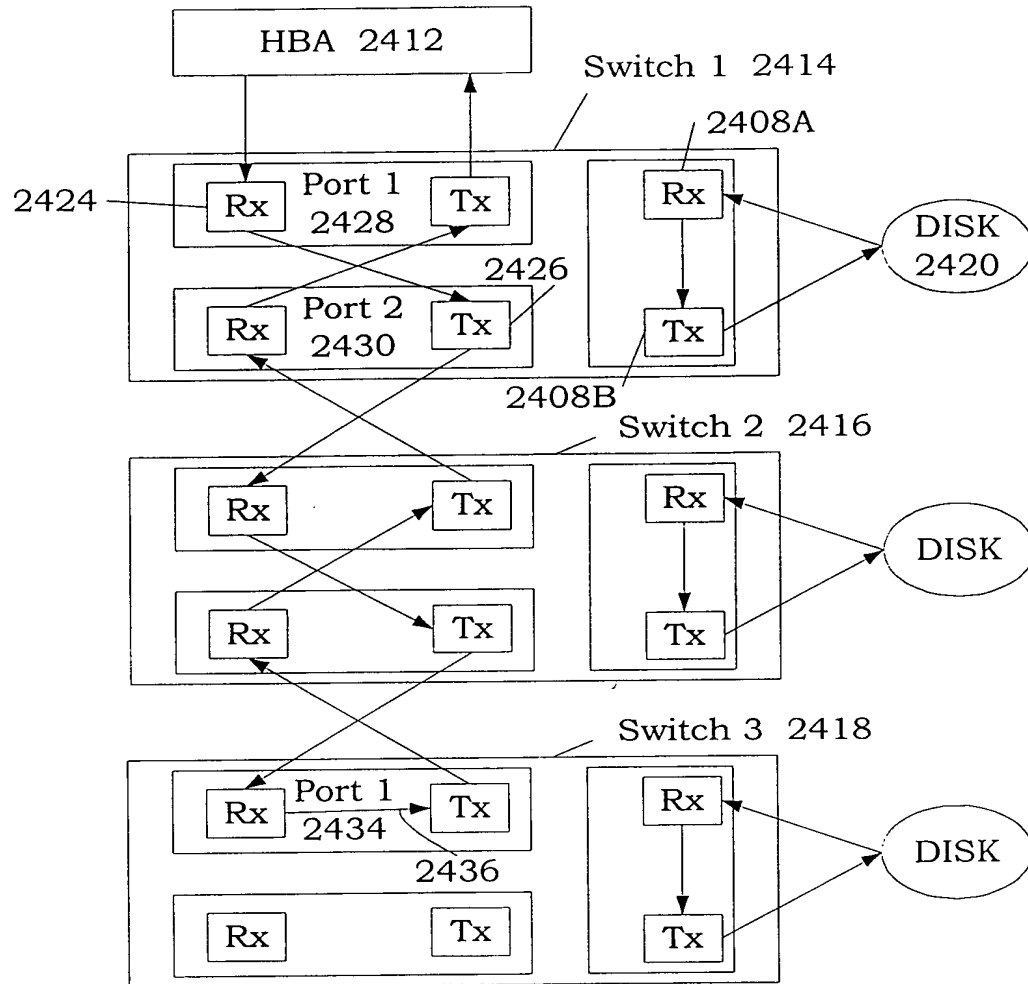 HBA 2412
Switch 1 2414
2408A
2424
Rx
Port 1
2428
Tx
Rx
DISK
2420
2426
Rx
Port 2
2430
Tx
Tx
2408B
Switch 2 2416
Rx
Tx
Rx
DISK
Rx
Tx
Tx
Switch 3 2418
Rx
Port 1
2434
Tx
Rx
DISK
2436
Rx
Tx
Tx